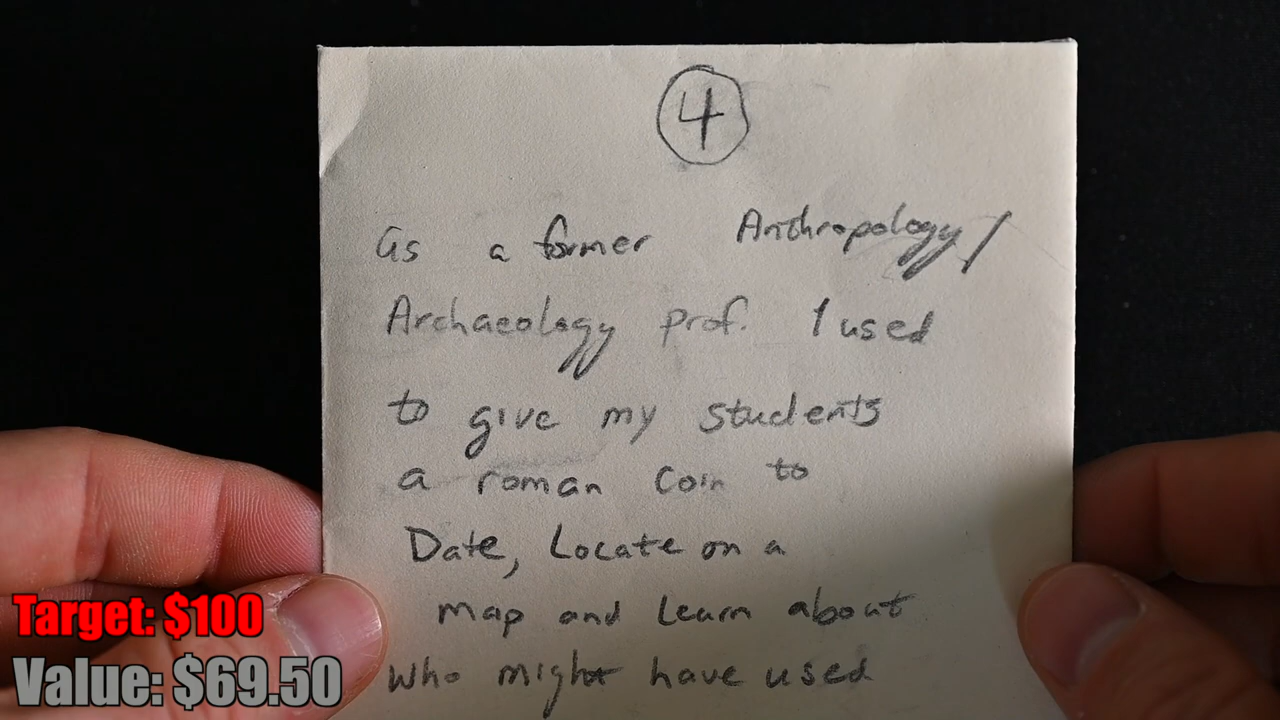 4
as a former Anthropology/
Archaeology prof. I used
to give my students
a roman coin to
Date, Locate on a
map and learn about
who might have used
Target: $100
Value: $69.50